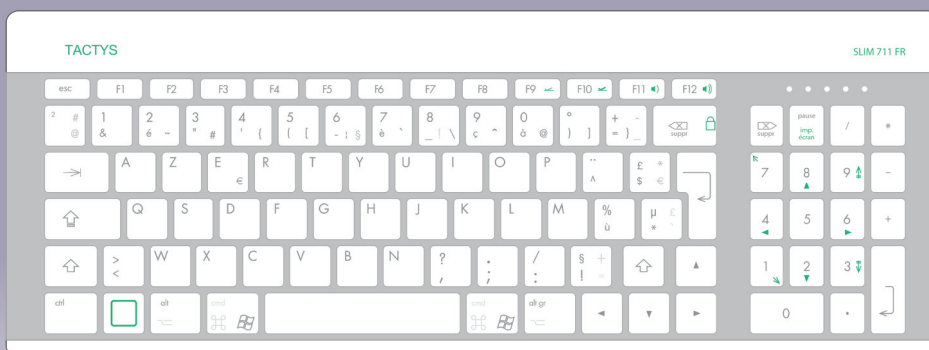 TACTYS
SLIM 711 FR
esc F1 F2 F3 F4 F5 F6 F7 F8 F9 F10 F11 F12
² # @ 1 & 2 é ~ 3 " # 4 ' { 5 ( [ 6 - ¦ § 7 è ` 8 _ ! \ 9 ç ^ 0 à @ ° ) ] + - = } _ suppr suppr pause imp. écran / *
A Z E € R T Y U I O P ¨ ^ £ * $ € 7 8 9 -
Q S D F G H J K L M % ù µ £ * ` 4 5 6 +
> < W X C V B N ? , . ; / : § + ! = 1 2 3
ctrl alt cmd cmd alt gr 0 .